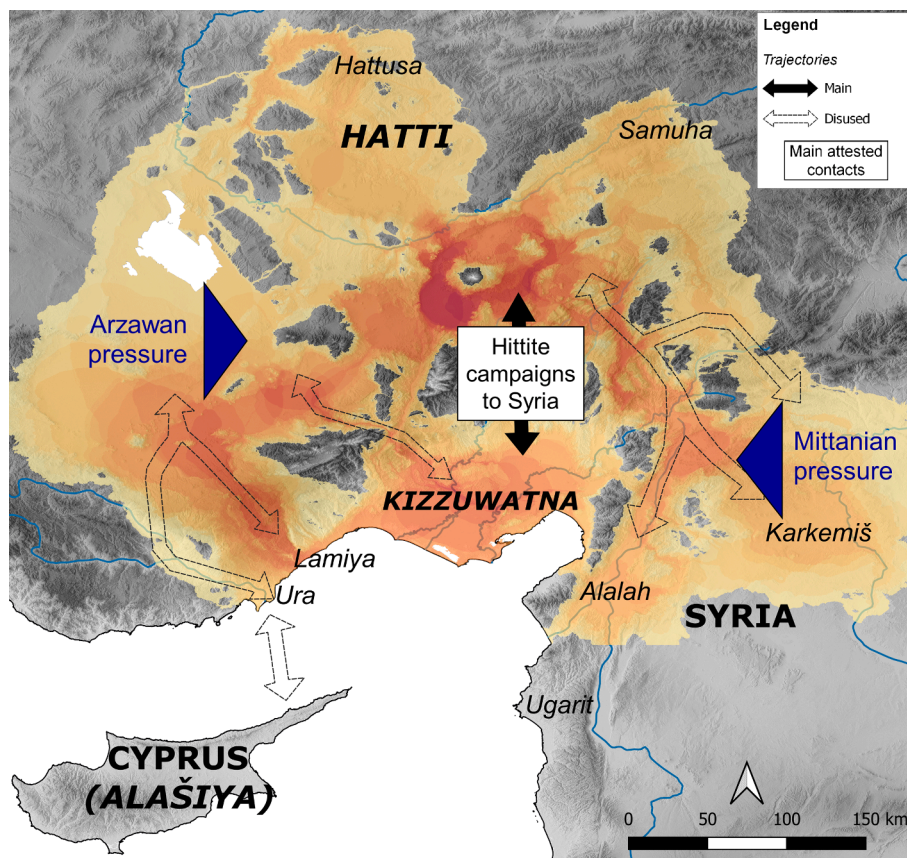 Legend
Trajectories
Main
Disused
Main attested
contacts
Hattusa
HATTI
Samuha
Arzawan
pressure
Hittite
campaigns
to Syria
Mittanian
pressure
KIZZUWATNA
Karkemiš
Lamiya
Ura
Alalah
SYRIA
Ugarit
CYPRUS
(ALAŠIYA)
0 50 100 150 km